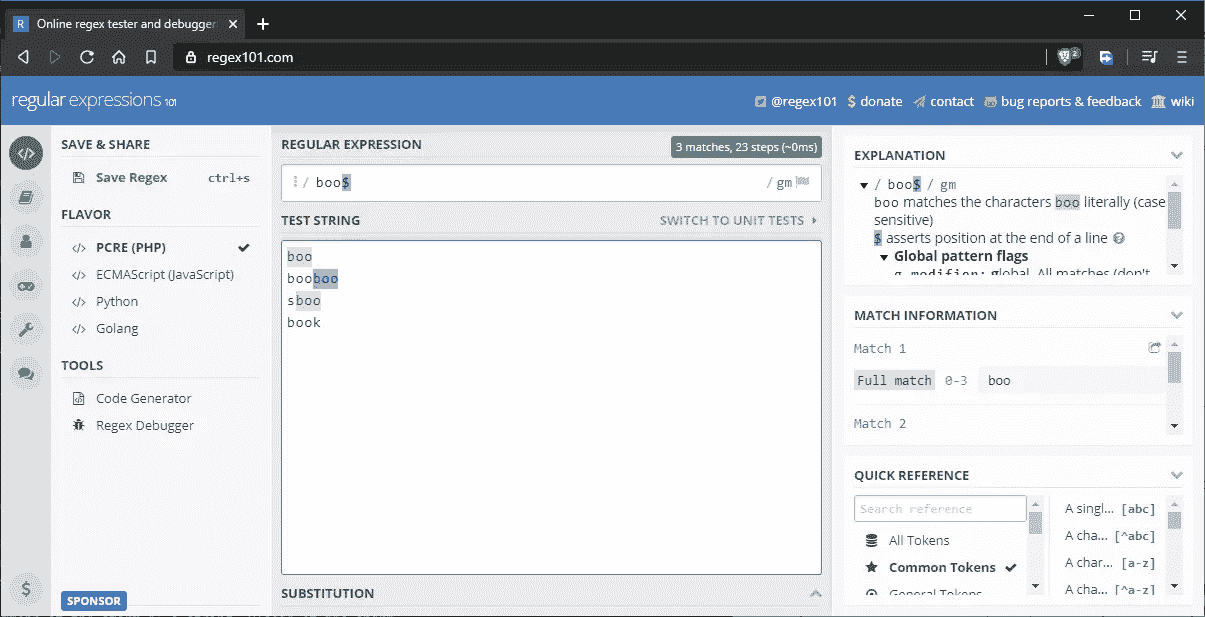 R Online regex tester and debugger
regex101.com
2
regular expressions 101
@regex101 $ donate contact bug reports & feedback wiki
SAVE & SHARE
Save Regex ctrl+s
FLAVOR
</> PCRE (PHP)
</> ECMAScript (JavaScript)
</> Python
</> Golang
TOOLS
Code Generator
Regex Debugger
$
SPONSOR
REGULAR EXPRESSION 3 matches, 23 steps (~0ms)
/ boo$ / gm
TEST STRING SWITCH TO UNIT TESTS
boo
booboo
sboo
book
SUBSTITUTION
EXPLANATION
/ boo$ / gm
boo matches the characters boo literally (case
sensitive)
$ asserts position at the end of a line
Global pattern flags
g modifier: global. All matches (don't
MATCH INFORMATION
Match 1
Full match 0-3 boo
Match 2
QUICK REFERENCE
Search reference
All Tokens
Common Tokens
General Tokens
A singl... [abc]
A cha... [^abc]
A char... [a-z]
A cha... [^a-z]